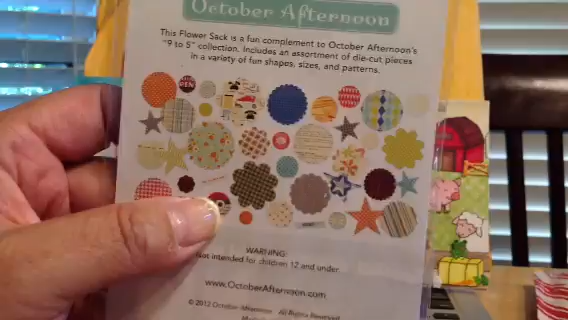 October Afternoon
This Flower Sack is a fun complement to October Afternoon's
"9 to 5" collection. Includes an assortment of die-cut pieces
in a variety of fun shapes, sizes, and patterns.
WARNING:
Not intended for children 12 and under.
www.OctoberAfternoon.com
© 2012 October Afternoon All Rights Reserved